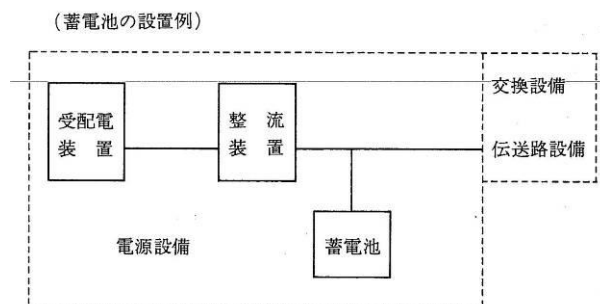 （蓄電池の設置例）
受配電
装置
整流
装置
交換設備
伝送路設備
電源設備
蓄電池